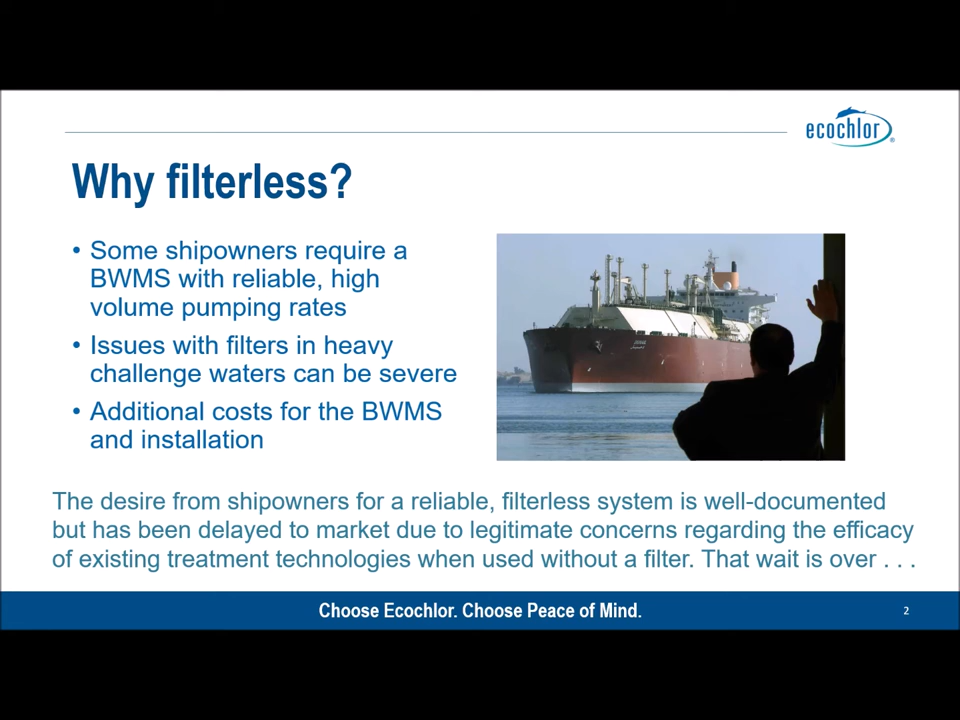 ecochlor®
Why filterless?
• Some shipowners require a
BWMS with reliable, high
volume pumping rates
• Issues with filters in heavy
challenge waters can be severe
• Additional costs for the BWMS
and installation
The desire from shipowners for a reliable, filterless system is well-documented
but has been delayed to market due to legitimate concerns regarding the efficacy
of existing treatment technologies when used without a filter. That wait is over . . .
Choose Ecochlor. Choose Peace of Mind.
2